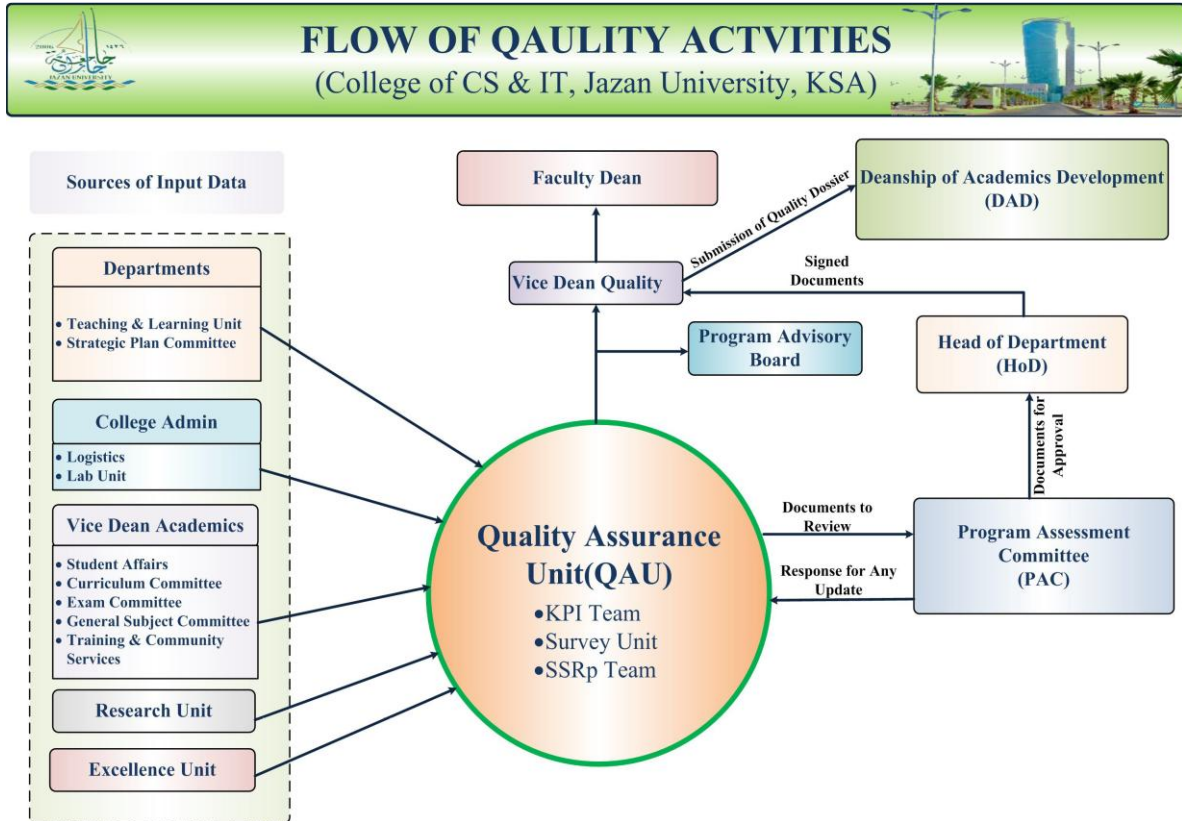 FLOW OF QAULITY ACTVITIES
(College of CS & IT, Jazan University, KSA)
2006
١٤٢٦
JAZAN UNIVERSITY
Sources of Input Data
Departments
• Teaching & Learning Unit
• Strategic Plan Committee
College Admin
• Logistics
• Lab Unit
Vice Dean Academics
• Student Affairs
• Curriculum Committee
• Exam Committee
• General Subject Committee
• Training & Community
Services
Research Unit
Excellence Unit
Faculty Dean
Vice Dean Quality
Submission of Quality Dossier
Deanship of Academics Development
(DAD)
Signed
Documents
Program Advisory
Board
Head of Department
(HoD)
Documents for
Approval
Quality Assurance
Unit(QAU)
•KPI Team
•Survey Unit
•SSRp Team
Documents to
Review
Response for Any
Update
Program Assessment
Committee
(PAC)